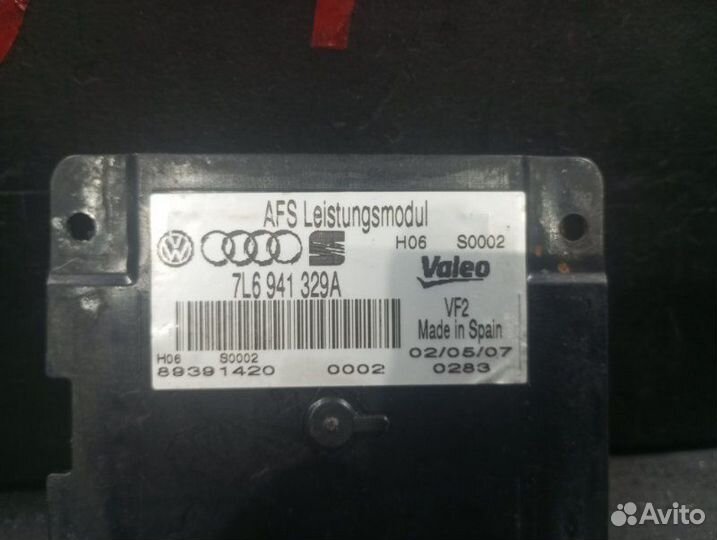 AFS Leistungsmodul
H06 S0002
Valeo
7L6 941 329A
VF2
Made in Spain
H06 S0002
02/05/07
89391420 0002 0283
Avito